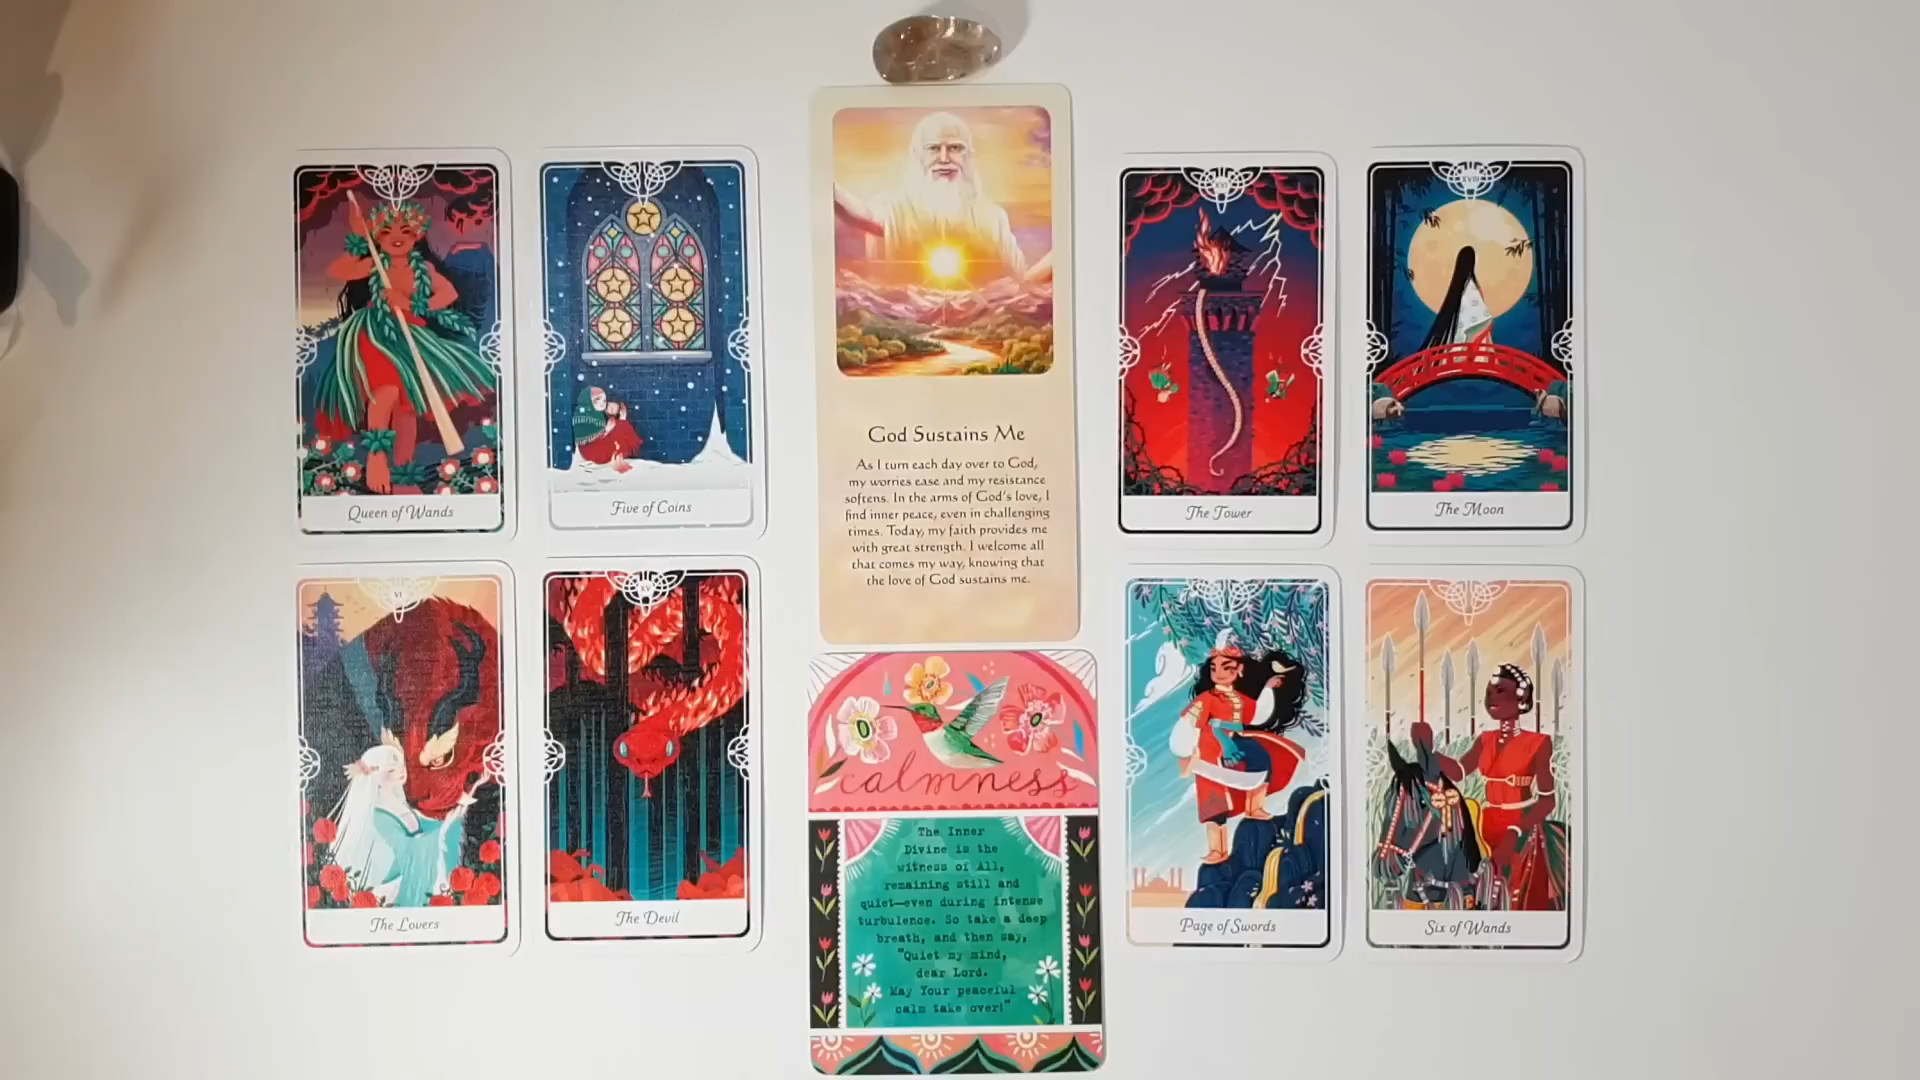 Queen of Wands
Five of Coins
God Sustains Me
As I turn each day over to God,
my worries ease and my resistance
softens. In the arms of God's love, I
find inner peace, even in challenging
times. Today, my faith provides me
with great strength. I welcome all
that comes my way, knowing that
the love of God sustains me.
XVI
The Tower
XVIII
The Moon
VI
The Lovers
XV
The Devil
calmness
The Inner
Divine is the
witness of All,
remaining still and
quiet—even during intense
turbulence. So take a deep
breath, and then say,
"Quiet my mind,
dear Lord.
May Your peaceful
calm take over!"
Page of Swords
Six of Wands